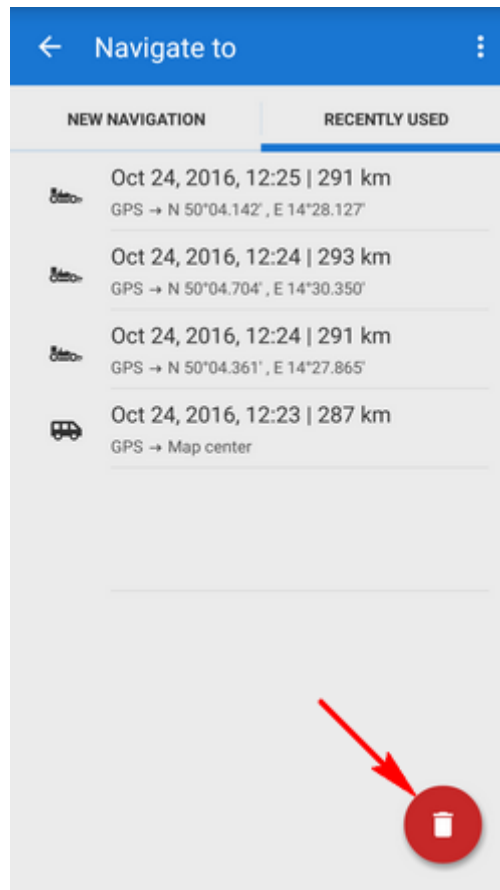 Navigate to
NEW NAVIGATION
RECENTLY USED
Oct 24, 2016, 12:25 | 291 km
GPS → N 50°04.142' , E 14°28.127'
Oct 24, 2016, 12:24 | 293 km
GPS → N 50°04.704' , E 14°30.350'
Oct 24, 2016, 12:24 | 291 km
GPS → N 50°04.361' , E 14°27.865'
Oct 24, 2016, 12:23 | 287 km
GPS → Map center